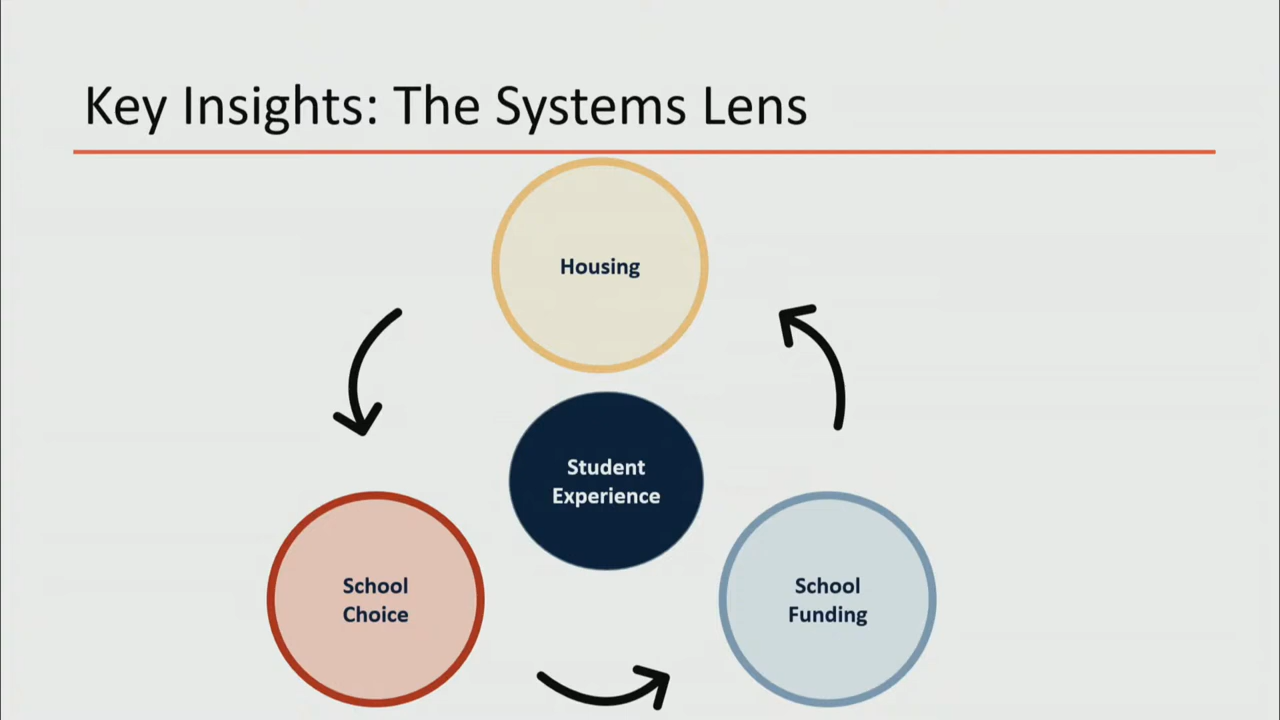 Key Insights: The Systems Lens
Housing
Student
Experience
School
Choice
School
Funding